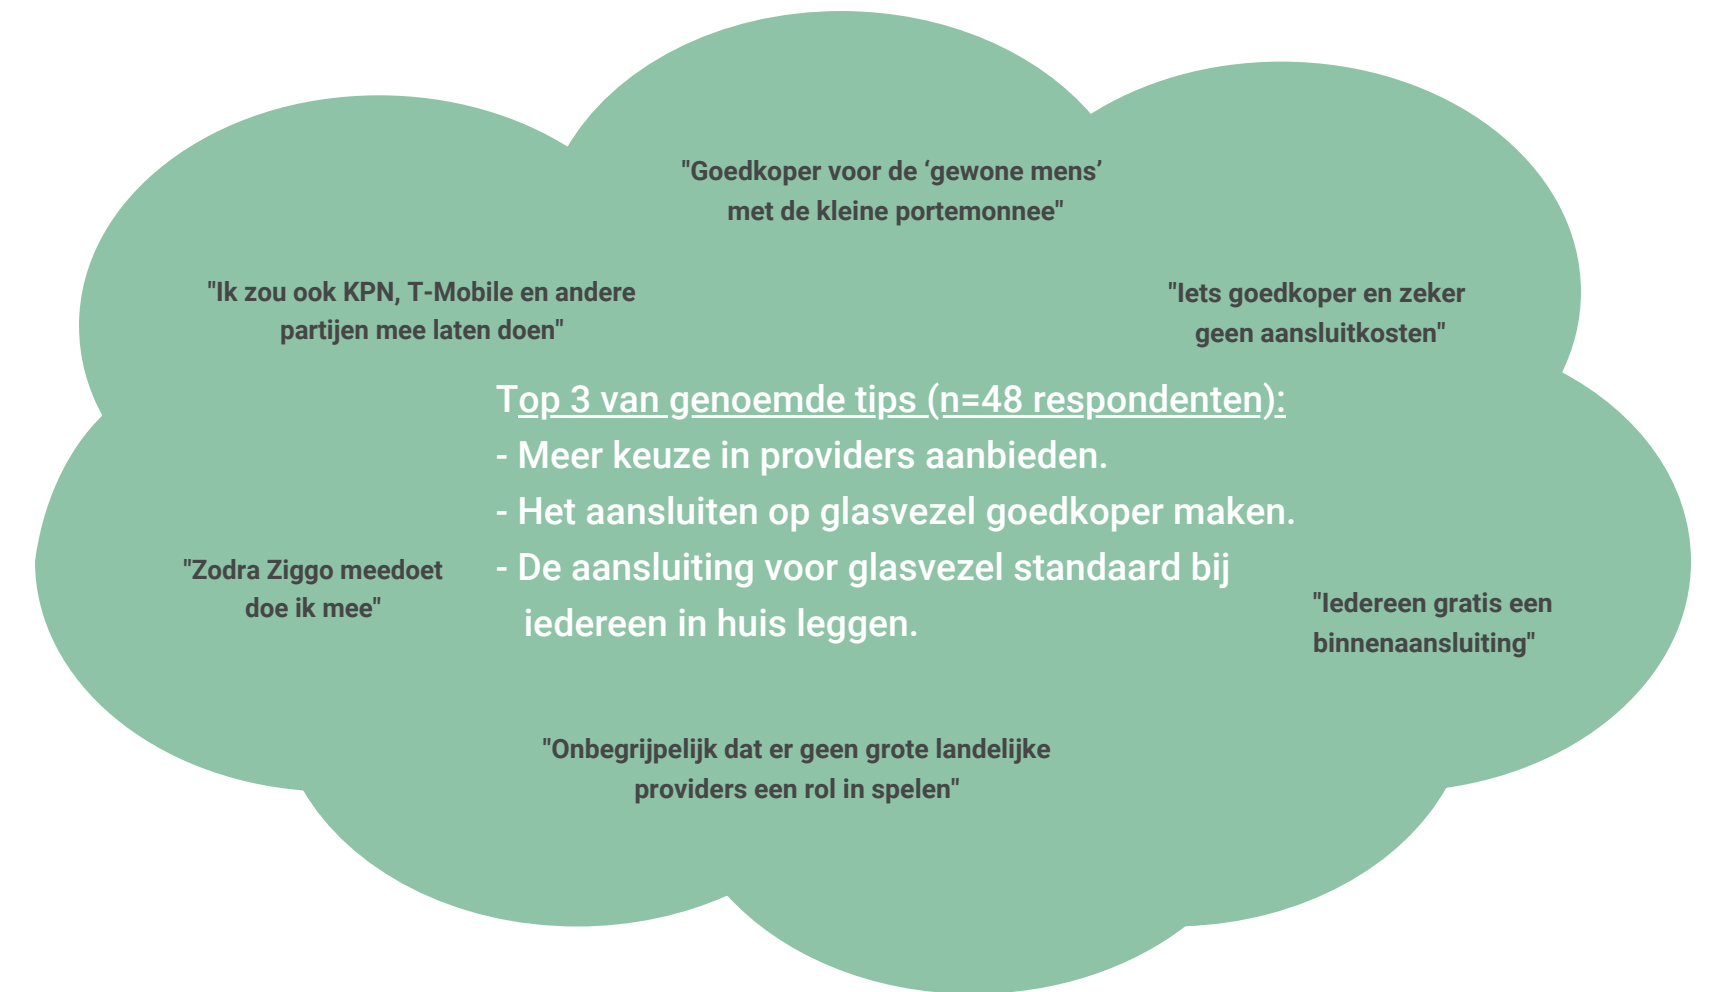 "Goedkoper voor de ‘gewone mens’
met de kleine portemonnee"
"Ik zou ook KPN, T-Mobile en andere
partijen mee laten doen"
"Iets goedkoper en zeker
geen aansluitkosten"
Top 3 van genoemde tips (n=48 respondenten):
- Meer keuze in providers aanbieden.
- Het aansluiten op glasvezel goedkoper maken.
- De aansluiting voor glasvezel standaard bij
iedereen in huis leggen.
"Zodra Ziggo meedoet
doe ik mee"
"Iedereen gratis een
binnenaansluiting"
"Onbegrijpelijk dat er geen grote landelijke
providers een rol in spelen"